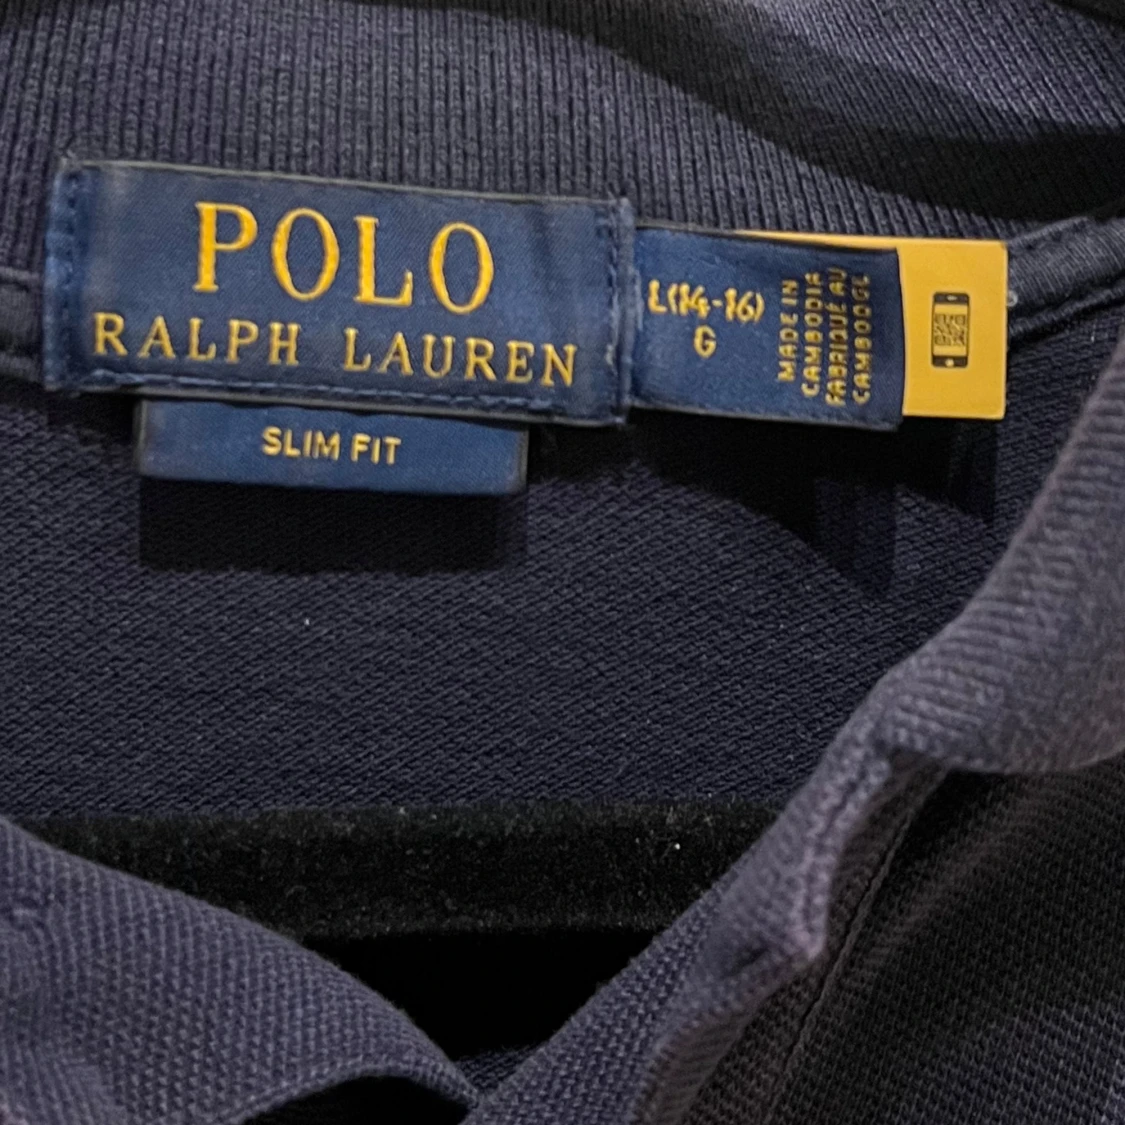 POLO
RALPH LAUREN
SLIM FIT
L(14-16)
G
MADE IN
CAMBODIA
FABRIQUÉ AU
CAMBODGE